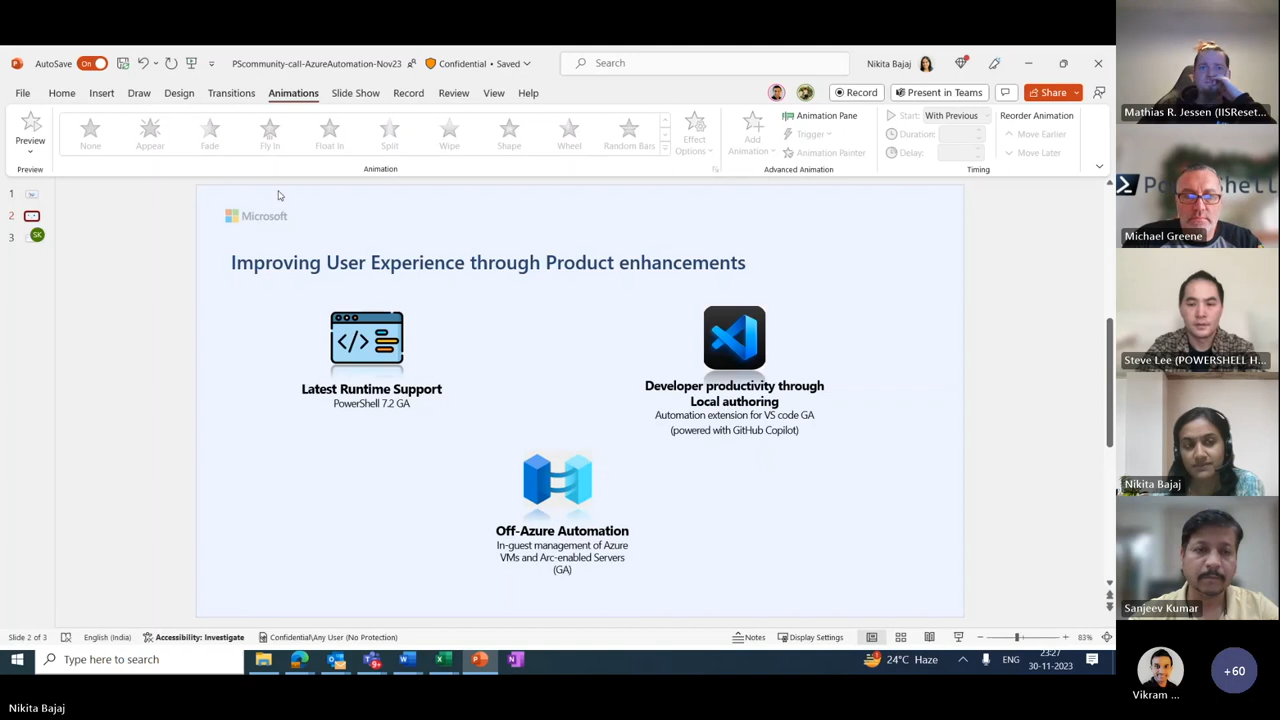 AutoSave On PScommunity-call-AzureAutomation-Nov23 Confidential • Saved Search Nikita Bajaj
File Home Insert Draw Design Transitions Animations Slide Show Record Review View Help Record Present in Teams Share
Preview
None Appear Fade Fly In Float In Split Wipe Shape Wheel Random Bars
Effect
Options
Add
Animation
Animation Pane
Trigger
Animation Painter
Start: With Previous
Duration:
Delay:
Reorder Animation
Move Earlier
Move Later
Preview Animation Advanced Animation Timing
1
2
3
SK
Microsoft
Improving User Experience through Product enhancements
Latest Runtime Support
PowerShell 7.2 GA
Developer productivity through
Local authoring
Automation extension for VS code GA
(powered with GitHub Copilot)
Off-Azure Automation
In-guest management of Azure
VMs and Arc-enabled Servers
(GA)
Slide 2 of 3 English (India) Accessibility: Investigate Confidential\Any User (No Protection) Notes Display Settings 83%
Type here to search
24°C Haze ENG
23:27
30-11-2023
Nikita Bajaj
Mathias R. Jessen (IISReset...
Michael Greene
Steve Lee (POWERSHELL H...
Nikita Bajaj
Sanjeev Kumar
Vikram ...
+60